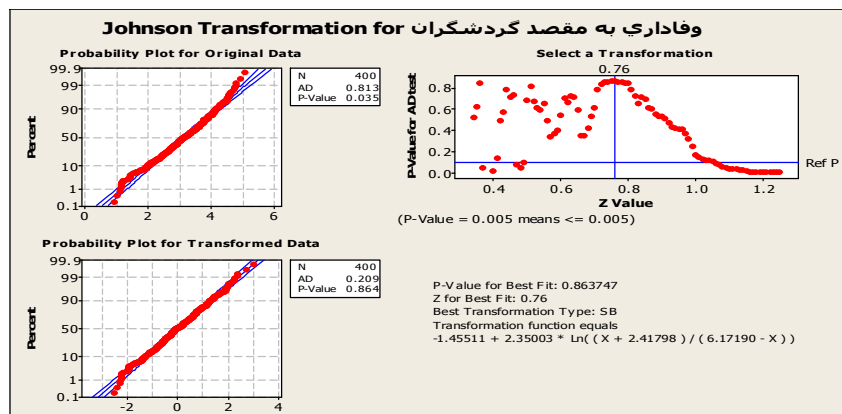 Johnson Transformation for وفاداري به مقصد گردشگران
Probability Plot for Original Data
Percent
99.9
99
90
50
10
1
0.1
0 2 4 6
N 400
AD 0.813
P-Value 0.035
Select a Transformation
0.76
P-Value for AD test
0.8
0.6
0.4
0.2
0.0
0.4 0.6 0.8 1.0 1.2
Z Value
Ref P
(P-Value = 0.005 means <= 0.005)
Probability Plot for Transformed Data
Percent
99.9
99
90
50
10
1
0.1
-2 0 2 4
N 400
AD 0.209
P-Value 0.864
P-Value for Best Fit: 0.863747
Z for Best Fit: 0.76
Best Transformation Type: SB
Transformation function equals
-1.45511 + 2.35003 * Ln( ( X + 2.41798 ) / ( 6.17190 - X ) )